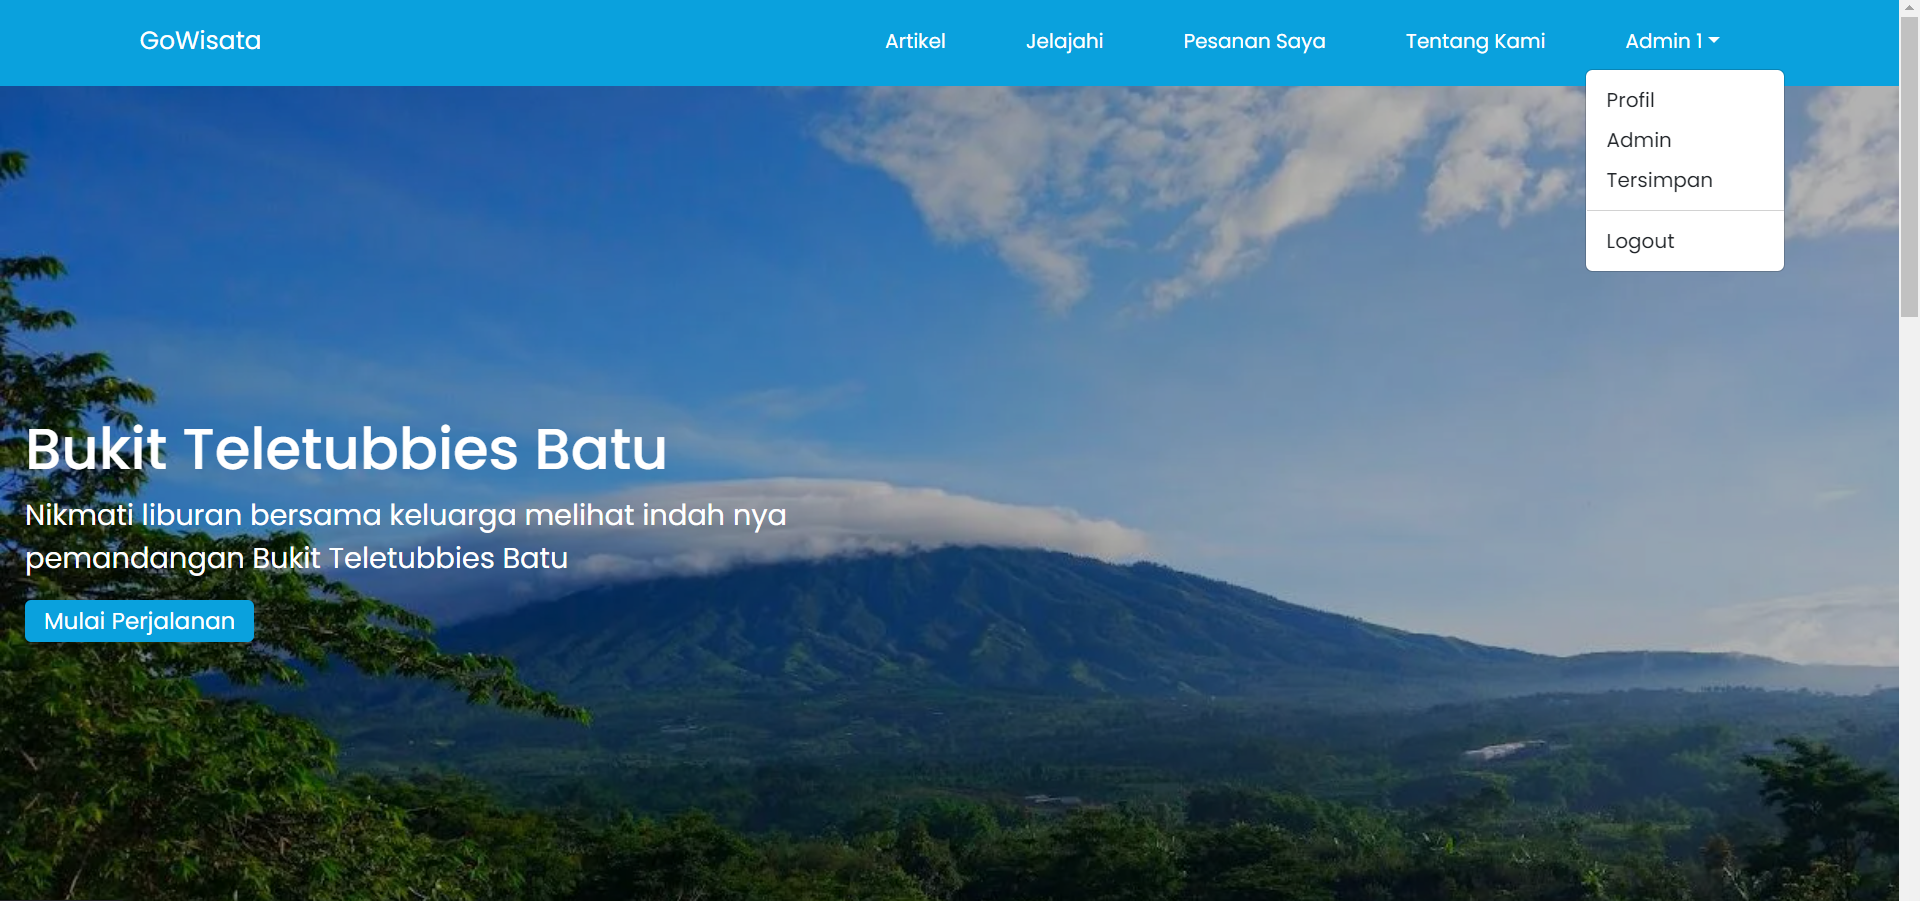 GoWisata
Artikel
Jelajahi
Pesanan Saya
Tentang Kami
Admin 1
Profil
Admin
Tersimpan
Logout
Bukit Teletubbies Batu
Nikmati liburan bersama keluarga melihat indah nya
pemandangan Bukit Teletubbies Batu
Mulai Perjalanan